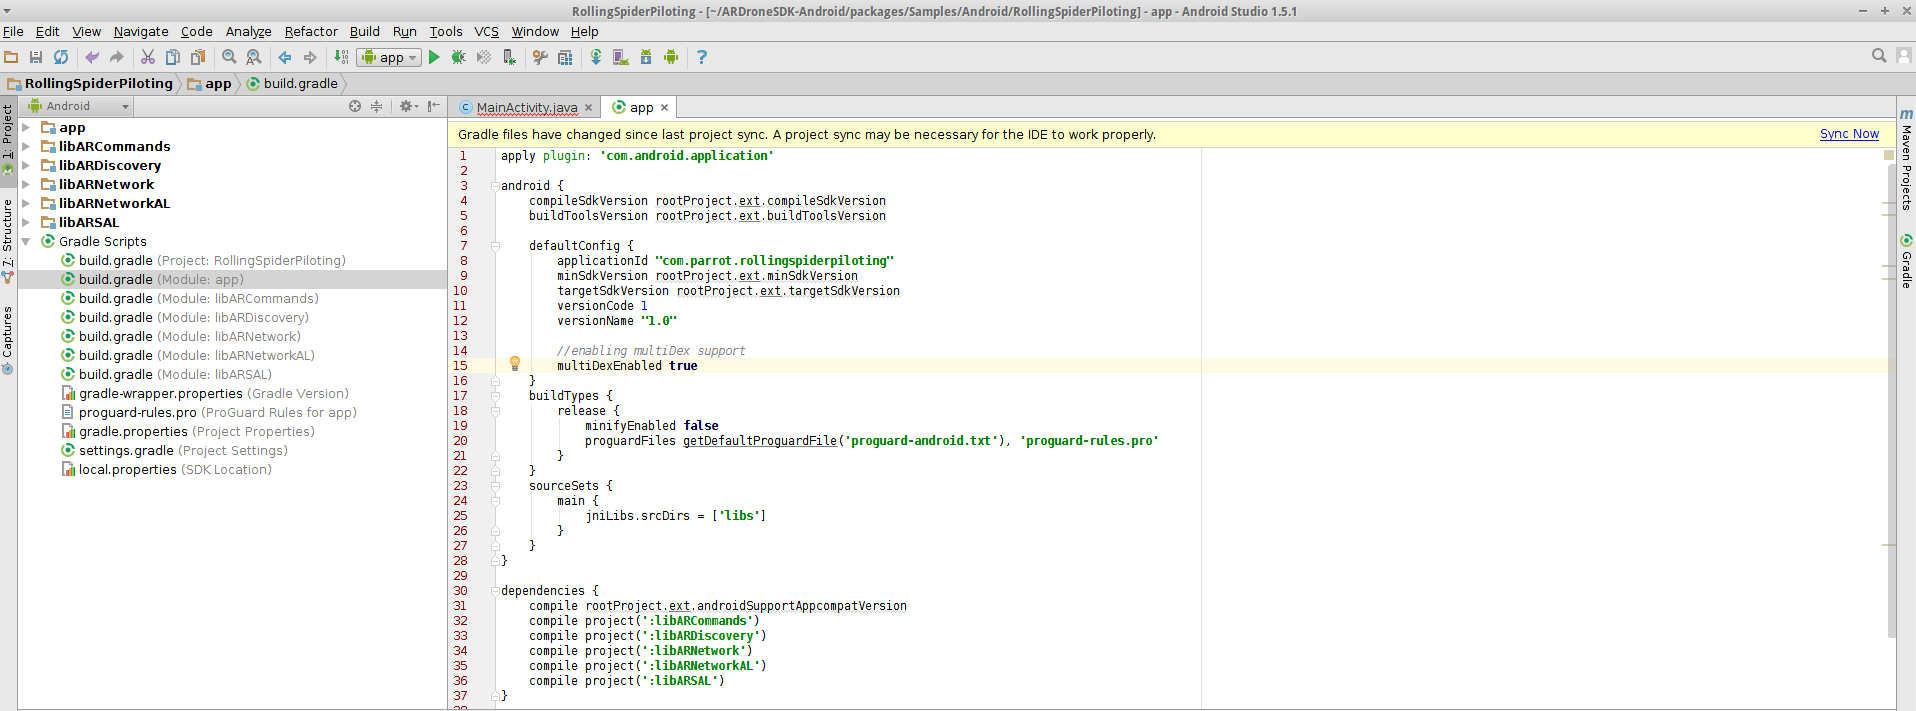 RollingSpiderPiloting - [~/ARDroneSDK-Android/packages/Samples/Android/RollingSpiderPiloting] - app - Android Studio 1.5.1
File Edit View Navigate Code Analyze Refactor Build Run Tools VCS Window Help
app
RollingSpiderPiloting app build.gradle
Android
MainActivity.java app
1: Project
7: Structure
Captures
app
libARCommands
libARDiscovery
libARNetwork
libARNetworkAL
libARSAL
Gradle Scripts
build.gradle (Project: RollingSpiderPiloting)
build.gradle (Module: app)
build.gradle (Module: libARCommands)
build.gradle (Module: libARDiscovery)
build.gradle (Module: libARNetwork)
build.gradle (Module: libARNetworkAL)
build.gradle (Module: libARSAL)
gradle-wrapper.properties (Gradle Version)
proguard-rules.pro (ProGuard Rules for app)
gradle.properties (Project Properties)
settings.gradle (Project Settings)
local.properties (SDK Location)
Gradle files have changed since last project sync. A project sync may be necessary for the IDE to work properly. Sync Now
1 apply plugin: 'com.android.application'
2
3 android {
4 compileSdkVersion rootProject.ext.compileSdkVersion
5 buildToolsVersion rootProject.ext.buildToolsVersion
6
7 defaultConfig {
8 applicationId "com.parrot.rollingspiderpiloting"
9 minSdkVersion rootProject.ext.minSdkVersion
10 targetSdkVersion rootProject.ext.targetSdkVersion
11 versionCode 1
12 versionName "1.0"
13
14 //enabling multiDex support
15 multiDexEnabled true
16 }
17 buildTypes {
18 release {
19 minifyEnabled false
20 proguardFiles getDefaultProguardFile('proguard-android.txt'), 'proguard-rules.pro'
21 }
22 }
23 sourceSets {
24 main {
25 jniLibs.srcDirs = ['libs']
26 }
27 }
28 }
29
30 dependencies {
31 compile rootProject.ext.androidSupportAppcompatVersion
32 compile project(':libARCommands')
33 compile project(':libARDiscovery')
34 compile project(':libARNetwork')
35 compile project(':libARNetworkAL')
36 compile project(':libARSAL')
37 }
m Maven Projects
Gradle